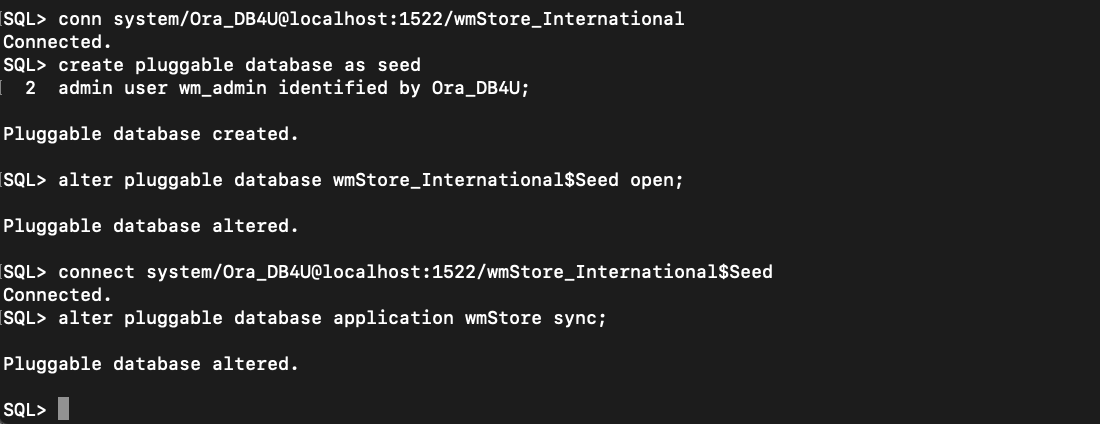 SQL> conn system/Ora_DB4U@localhost:1522/wmStore_International
Connected.
SQL> create pluggable database as seed
  2  admin user wm_admin identified by Ora_DB4U;
Pluggable database created.
SQL> alter pluggable database wmStore_International$Seed open;
Pluggable database altered.
SQL> connect system/Ora_DB4U@localhost:1522/wmStore_International$Seed
Connected.
SQL> alter pluggable database application wmStore sync;
Pluggable database altered.
SQL>